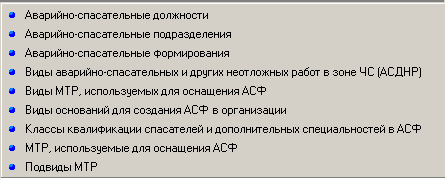 Аварийно-спасательные должности
Аварийно-спасательные подразделения
Аварийно-спасательные формирования
Виды аварийно-спасательных и других неотложных работ в зоне ЧС (АСДНР)
Виды МТР, используемых для оснащения АСФ
Виды оснований для создания АСФ в организации
Классы квалификации спасателей и дополнительных специальностей в АСФ
МТР, используемые для оснащения АСФ
Подвиды МТР